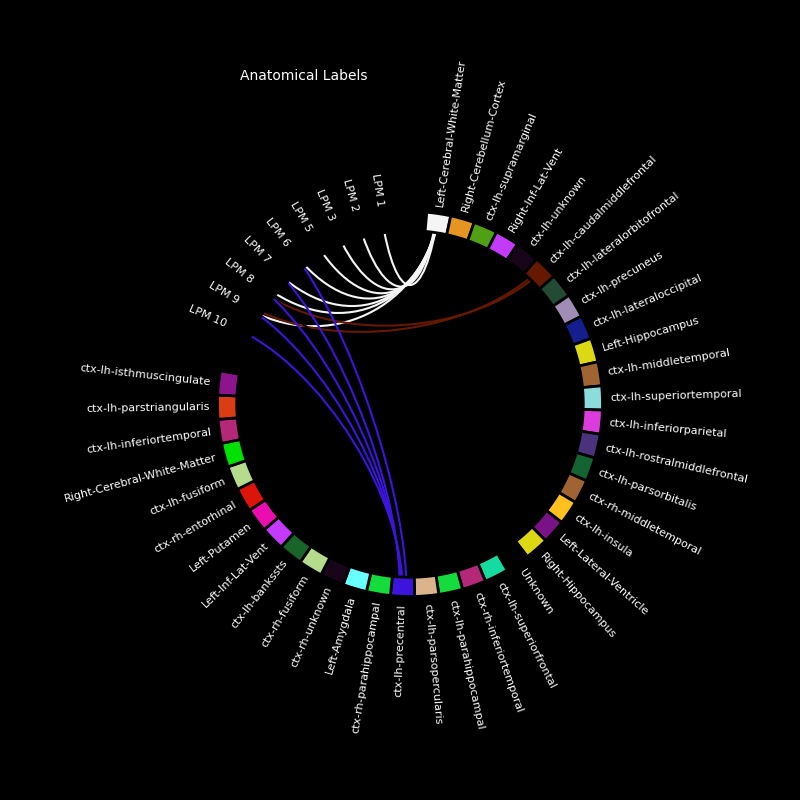 Anatomical Labels
LPM 1
LPM 2
LPM 3
LPM 5
LPM 6
LPM 7
LPM 8
LPM 9
LPM 10
Left-Cerebral-White-Matter
Right-Cerebellum-Cortex
ctx-lh-supramarginal
Right-Inf-Lat-Vent
ctx-lh-unknown
ctx-lh-caudalmiddlefrontal
ctx-lh-lateralorbitofrontal
ctx-lh-precuneus
ctx-lh-lateraloccipital
Left-Hippocampus
ctx-lh-middletemporal
ctx-lh-superiortemporal
ctx-lh-inferiorparietal
ctx-lh-rostralmiddlefrontal
ctx-lh-parsorbitalis
ctx-rh-middletemporal
ctx-lh-insula
Left-Lateral-Ventricle
Right-Hippocampus
Unknown
ctx-lh-superiorfrontal
ctx-rh-inferiortemporal
ctx-lh-parahippocampal
ctx-lh-parsopercularis
ctx-lh-precentral
ctx-rh-parahippocampal
Left-Amygdala
ctx-rh-unknown
ctx-rh-fusiform
ctx-lh-bankssts
Left-Inf-Lat-Vent
Left-Putamen
ctx-rh-entorhinal
ctx-lh-fusiform
Right-Cerebral-White-Matter
ctx-lh-inferiortemporal
ctx-lh-parstriangularis
ctx-lh-isthmuscingulate